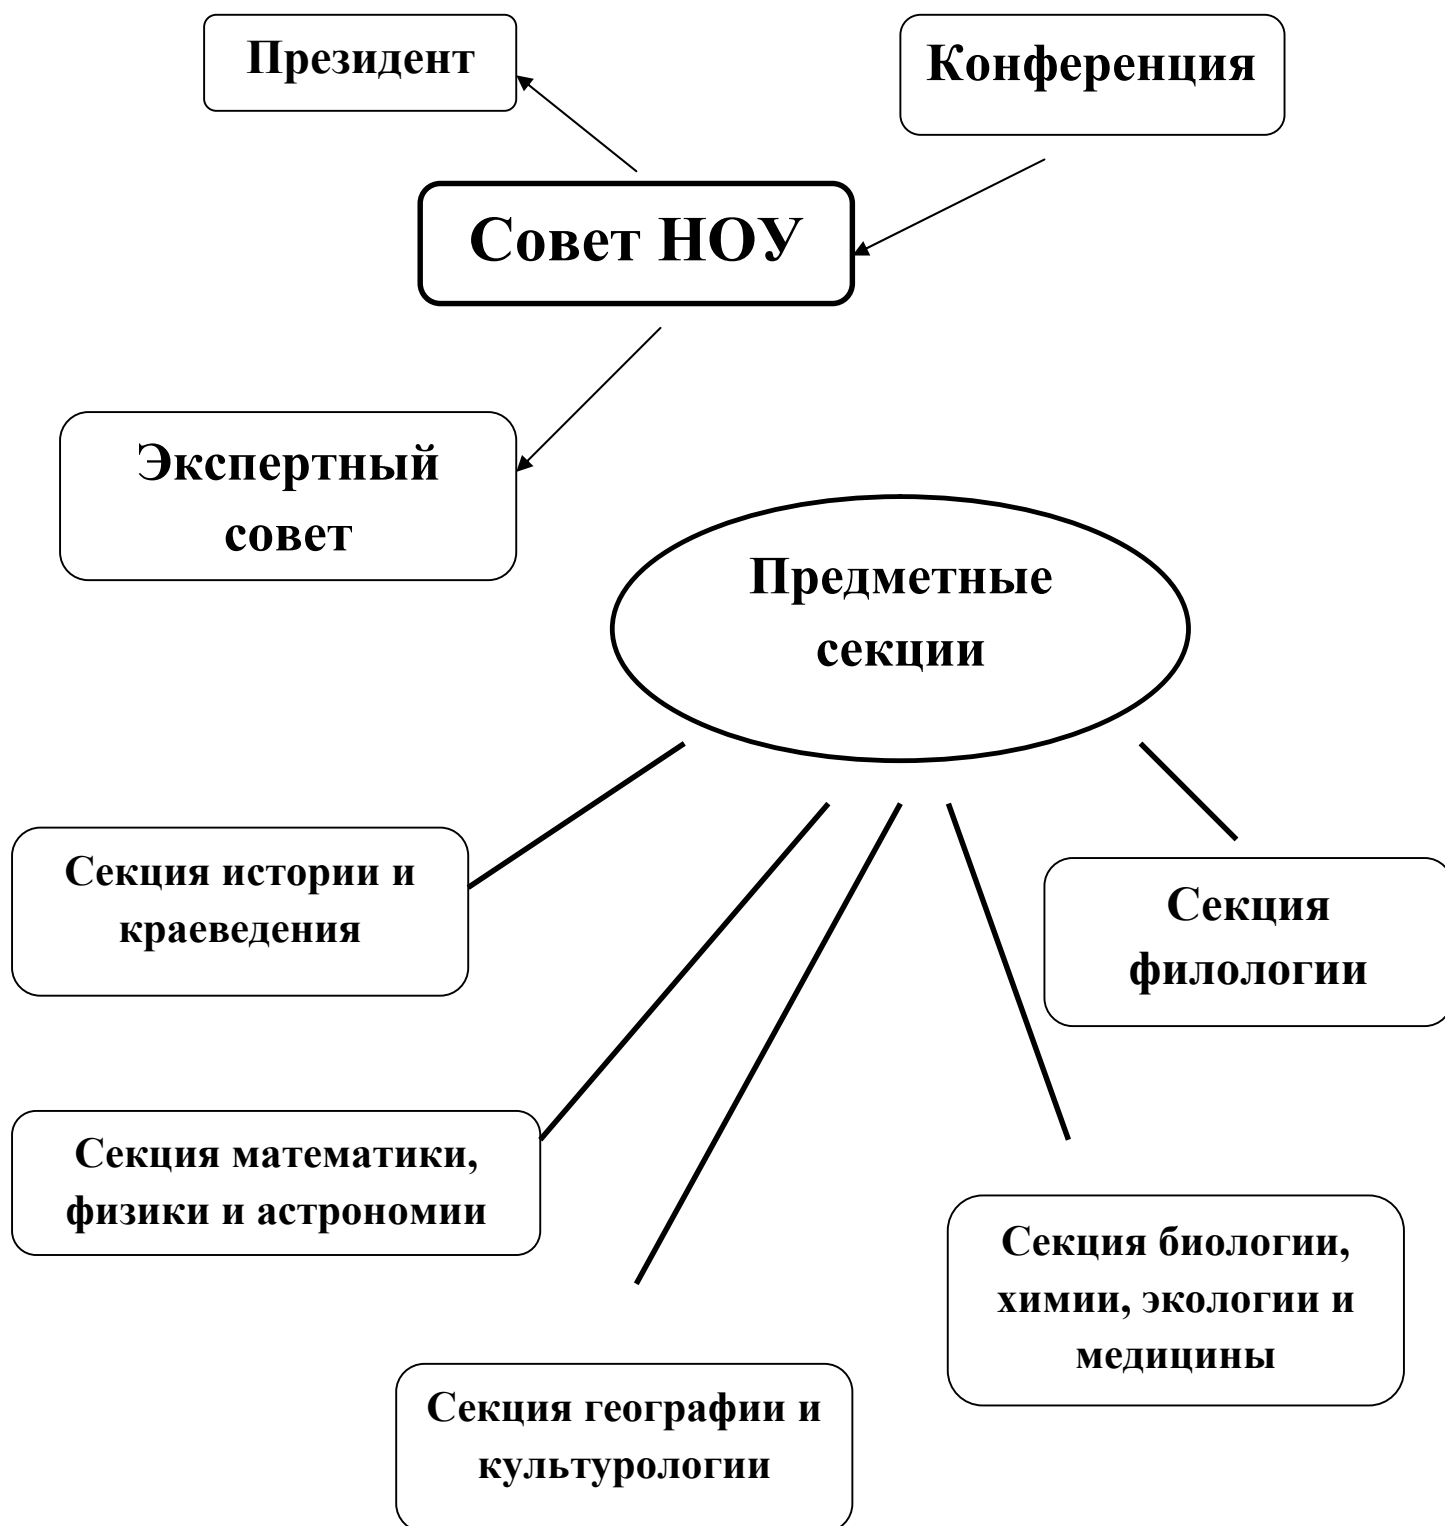 Президент
Конференция
Совет НОУ
Экспертный
совет
Предметные
секции
Секция истории и
краеведения
Секция
филологии
Секция математики,
физики и астрономии
Секция биологии,
химии, экологии и
медицины
Секция географии и
культурологии